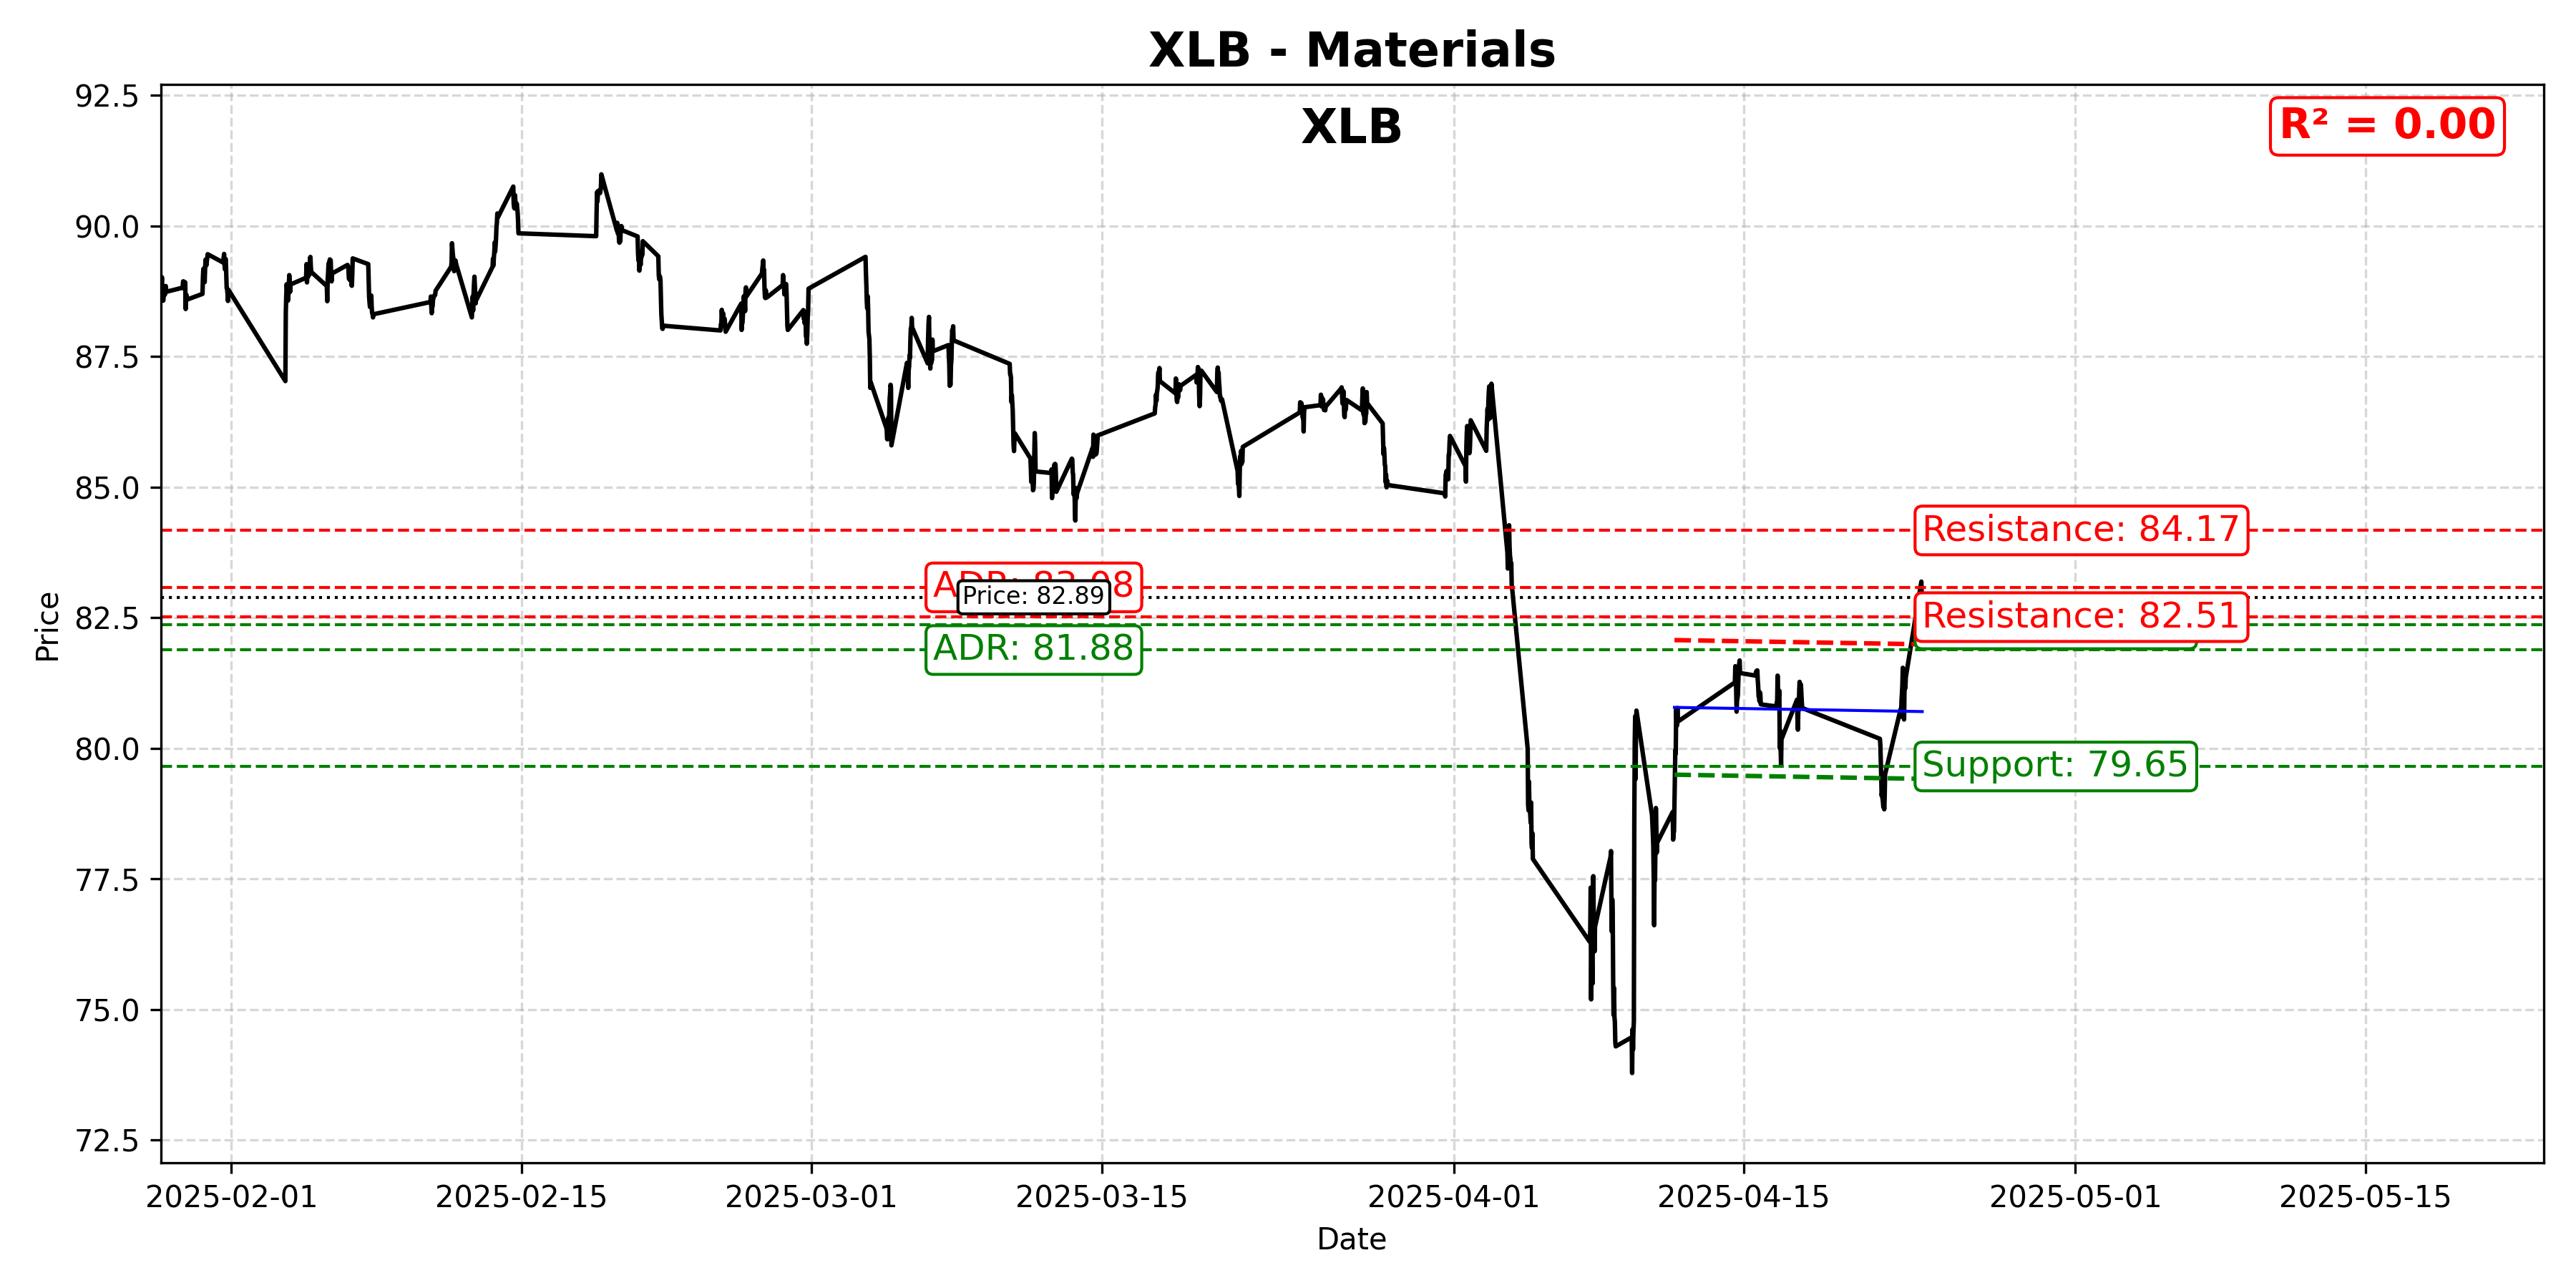 XLB - Materials
XLB
R² = 0.00
92.5
90.0
87.5
85.0
82.5
80.0
77.5
75.0
72.5
Price
Resistance: 84.17
ADR: 83.08
Price: 82.89
Resistance: 82.51
ADR: 81.88
Support: 79.65
2025-02-01
2025-02-15
2025-03-01
2025-03-15
2025-04-01
2025-04-15
2025-05-01
2025-05-15
Date